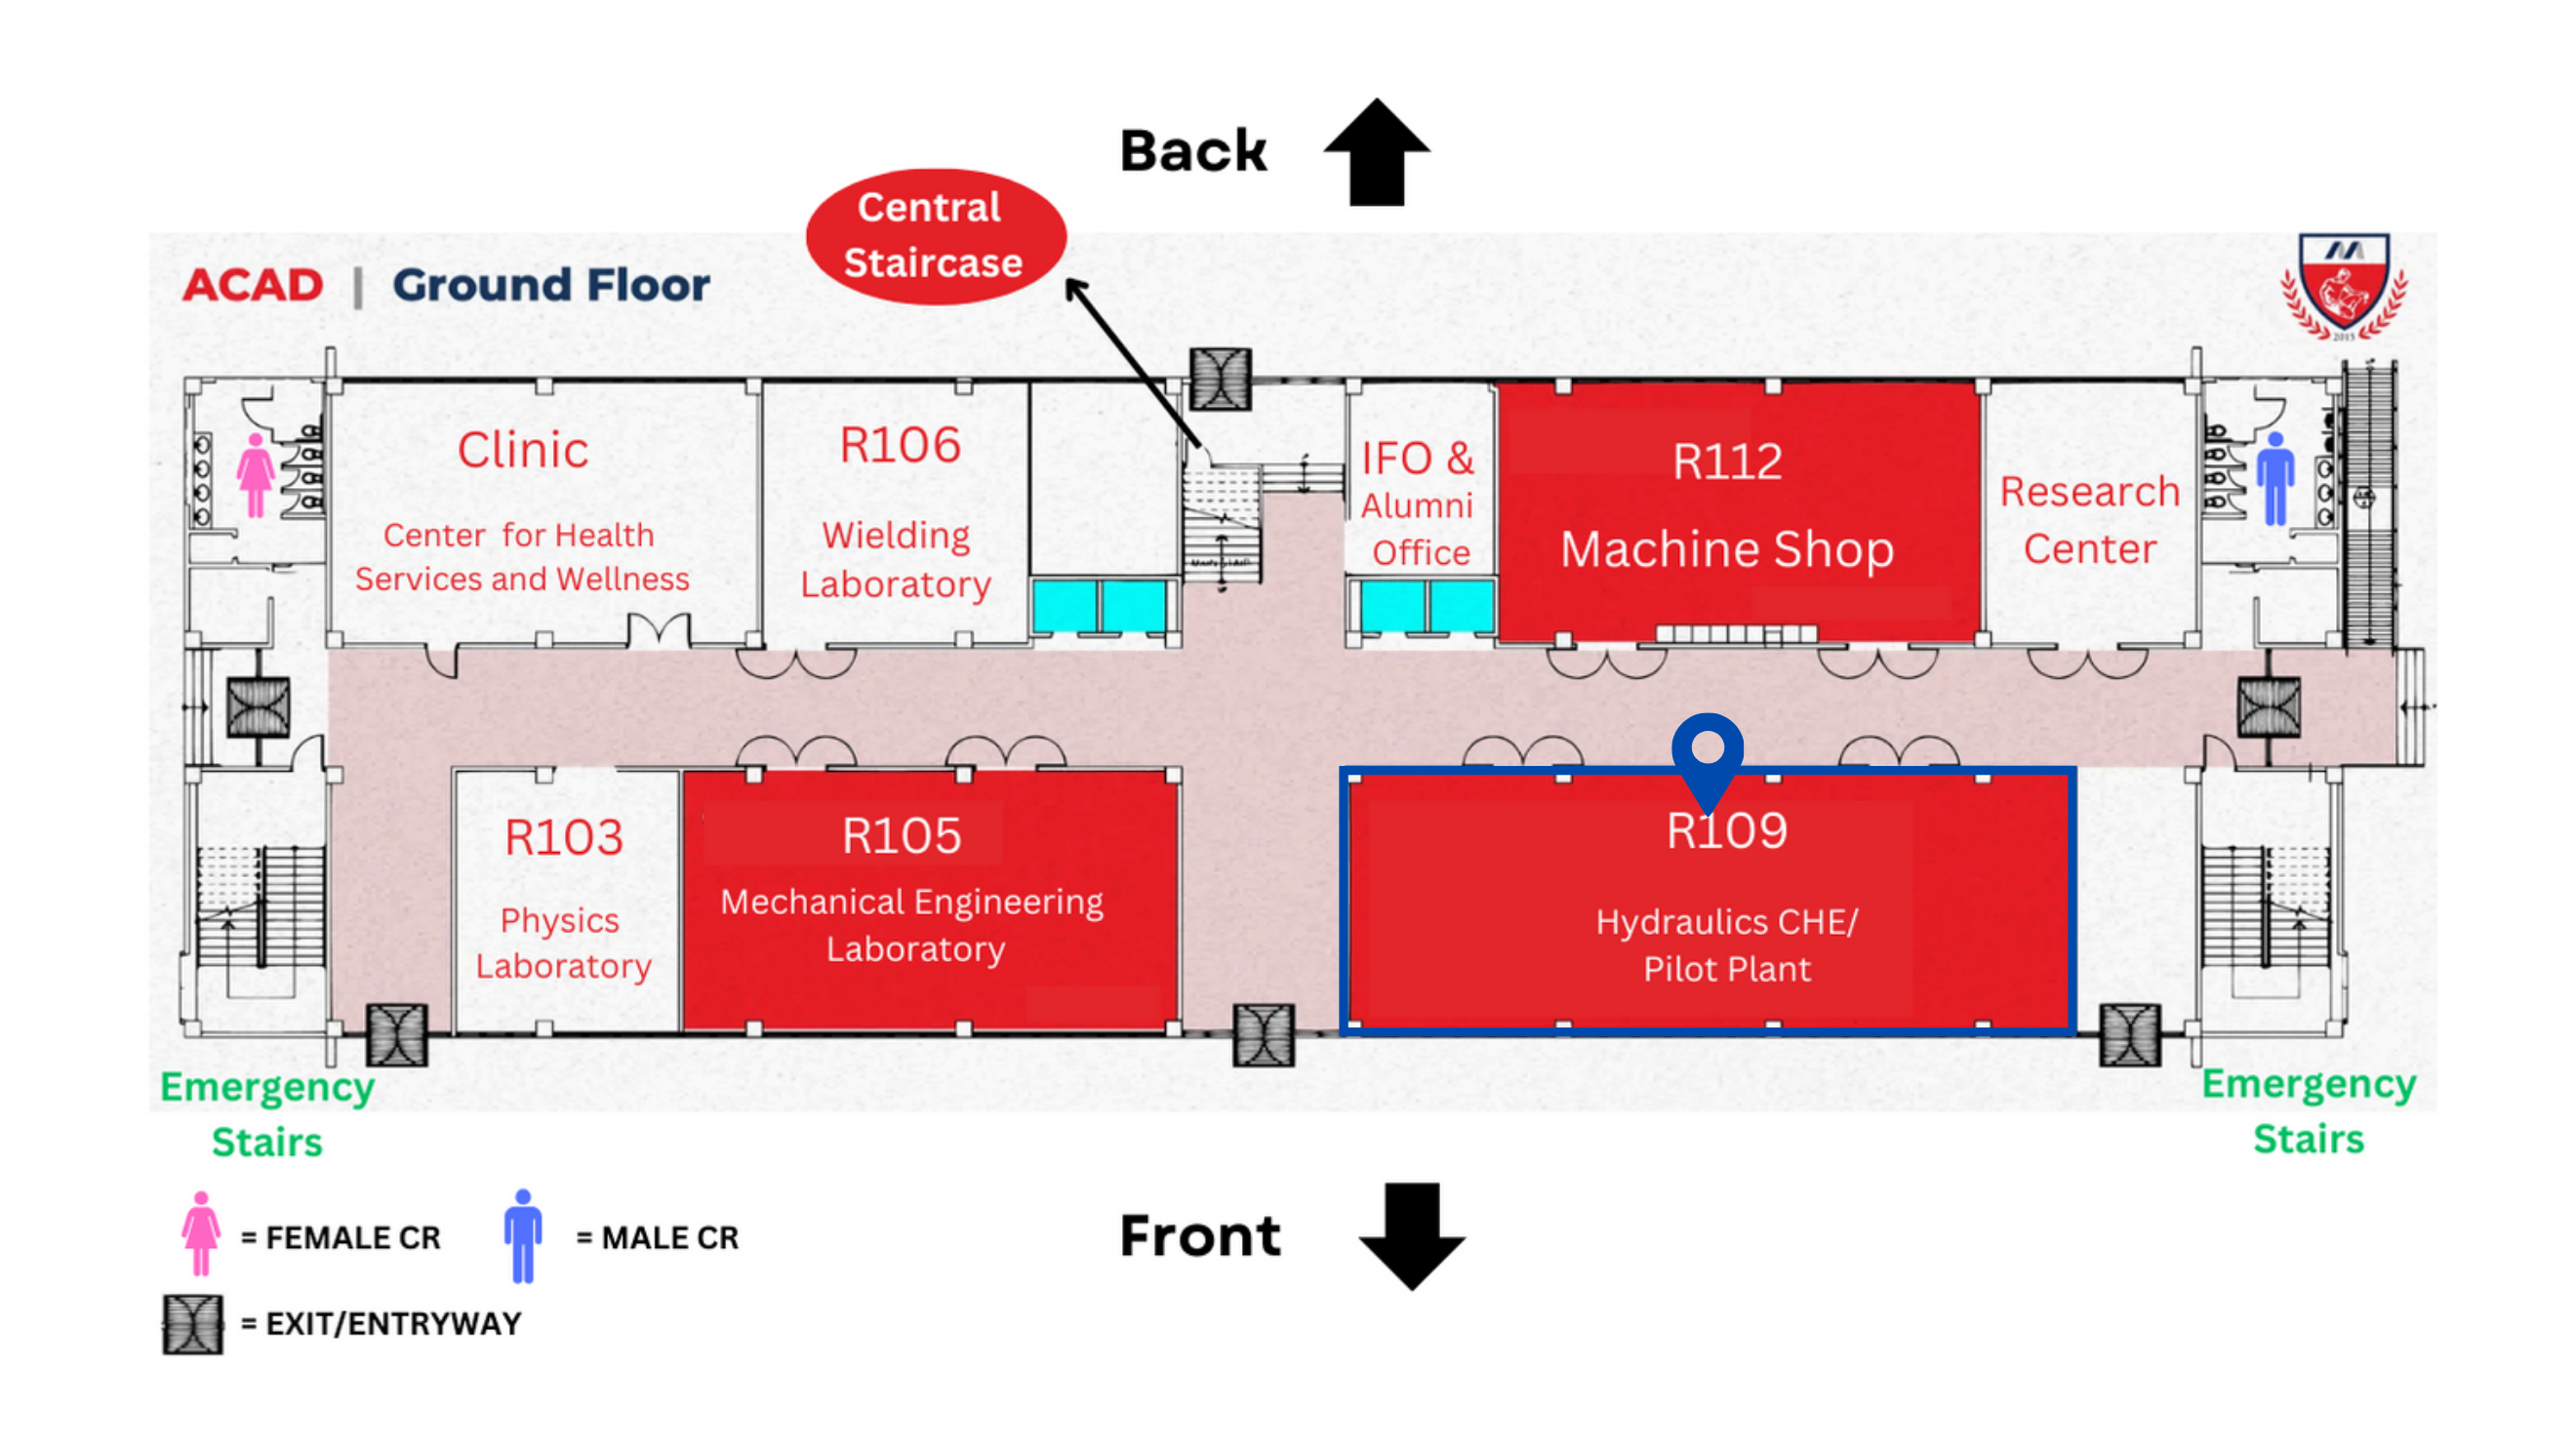 Back
Central
Staircase
ACAD | Ground Floor
2015
Clinic
Center for Health
Services and Wellness
R106
Wielding
Laboratory
IFO &
Alumni
Office
R112
Machine Shop
Research
Center
R103
Physics
Laboratory
R105
Mechanical Engineering
Laboratory
R109
Hydraulics CHE/
Pilot Plant
Emergency
Stairs
Emergency
Stairs
= FEMALE CR
= MALE CR
= EXIT/ENTRYWAY
Front